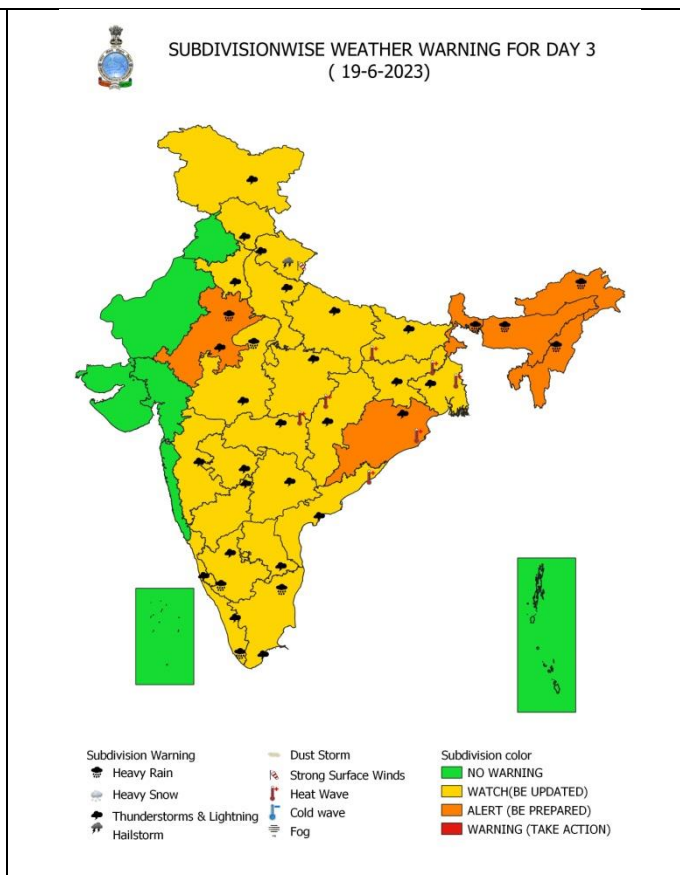 SUBDIVISIONWISE WEATHER WARNING FOR DAY 3
( 19-6-2023)
Subdivision Warning
Heavy Rain
Heavy Snow
Thunderstorms & Lightning
Hailstorm
Dust Storm
Strong Surface Winds
Heat Wave
Cold wave
Fog
Subdivision color
NO WARNING
WATCH(BE UPDATED)
ALERT (BE PREPARED)
WARNING (TAKE ACTION)